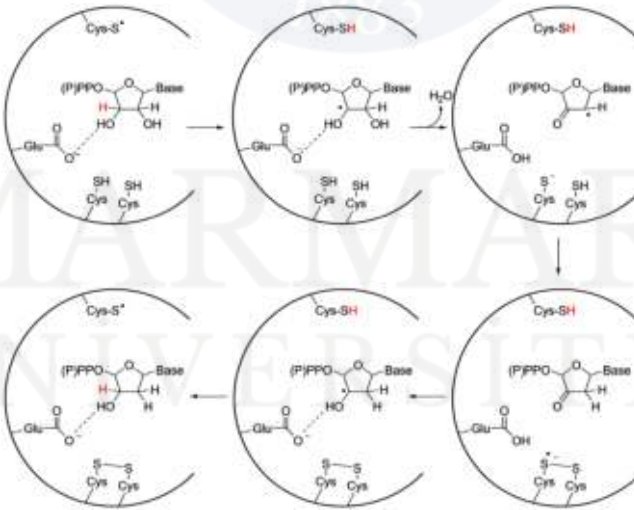 Cys-S•
(P)PPO
O
Base
H
H
HO
OH
Glu
O
O-
SH
SH
Cys
Cys
Cys-SH
(P)PPO
O
Base
•
H
HO
OH
Glu
O
O-
SH
SH
Cys
Cys
H2O
Cys-SH
(P)PPO
O
Base
H
O
•
Glu
O
OH
S-
SH
Cys
Cys
Cys-S•
(P)PPO
O
Base
H
H
HO
H
Glu
O
O-
S
S
Cys
Cys
Cys-SH
(P)PPO
O
Base
•
H
HO
H
Glu
O
O-
S
S
Cys
Cys
Cys-SH
(P)PPO
O
Base
H
O
H
Glu
O
OH
•-
S
S
Cys
Cys
MARMAR
UNIVERSITE